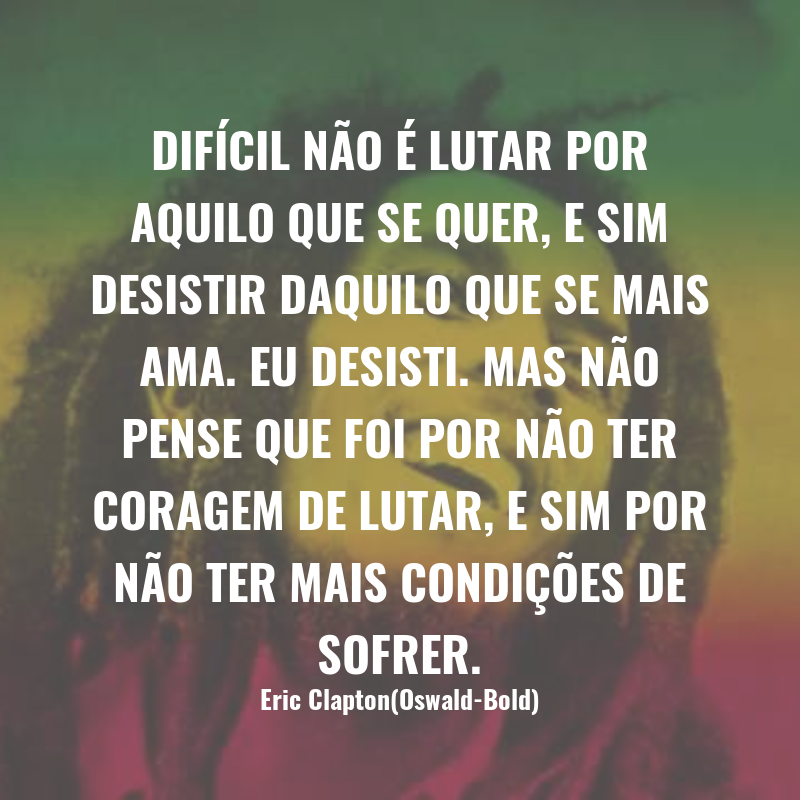 DIFÍCIL NÃO É LUTAR POR
AQUILO QUE SE QUER, E SIM
DESISTIR DAQUILO QUE SE MAIS
AMA. EU DESISTI. MAS NÃO
PENSE QUE FOI POR NÃO TER
CORAGEM DE LUTAR, E SIM POR
NÃO TER MAIS CONDIÇÕES DE
SOFRER.
Eric Clapton(Oswald-Bold)